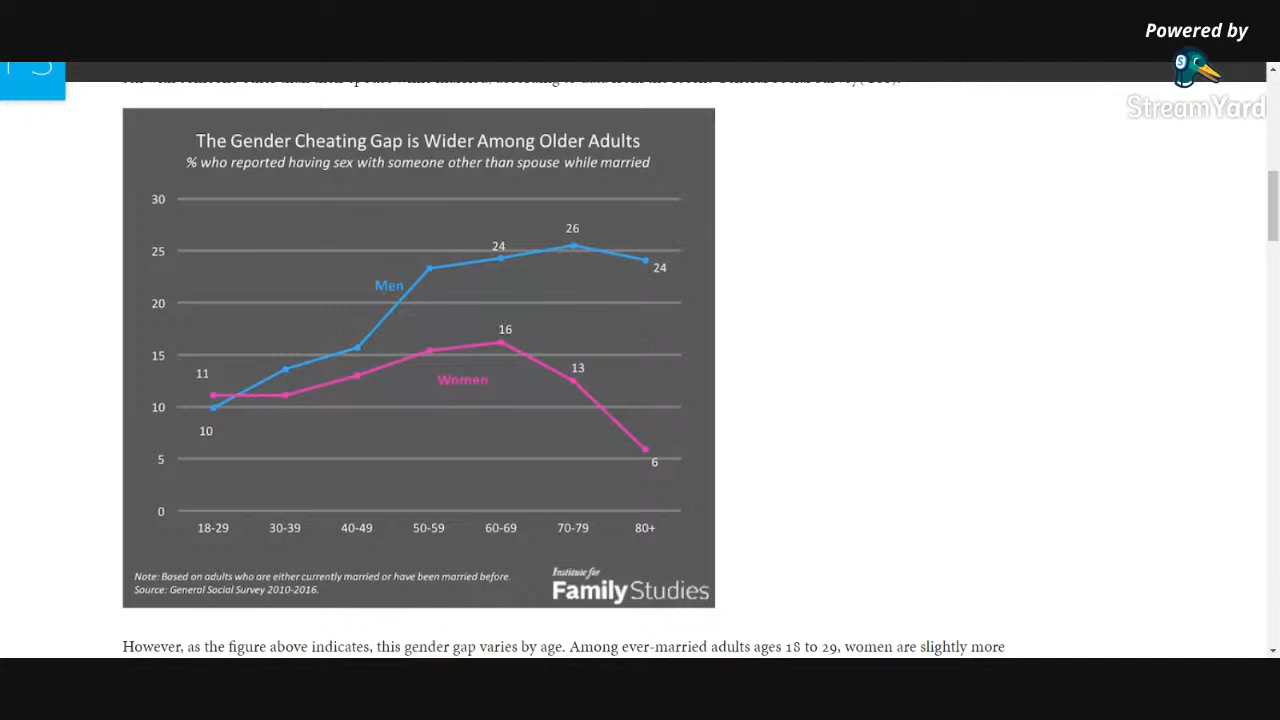 Powered by
StreamYard
The Gender Cheating Gap is Wider Among Older Adults
% who reported having sex with someone other than spouse while married
30
25
20
15
10
5
0
Men
Women
11
10
24
26
24
16
13
6
18-29 30-39 40-49 50-59 60-69 70-79 80+
Note: Based on adults who are either currently married or have been married before.
Source: General Social Survey 2010-2016.
Institute for
Family Studies
However, as the figure above indicates, this gender gap varies by age. Among ever-married adults ages 18 to 29, women are slightly more